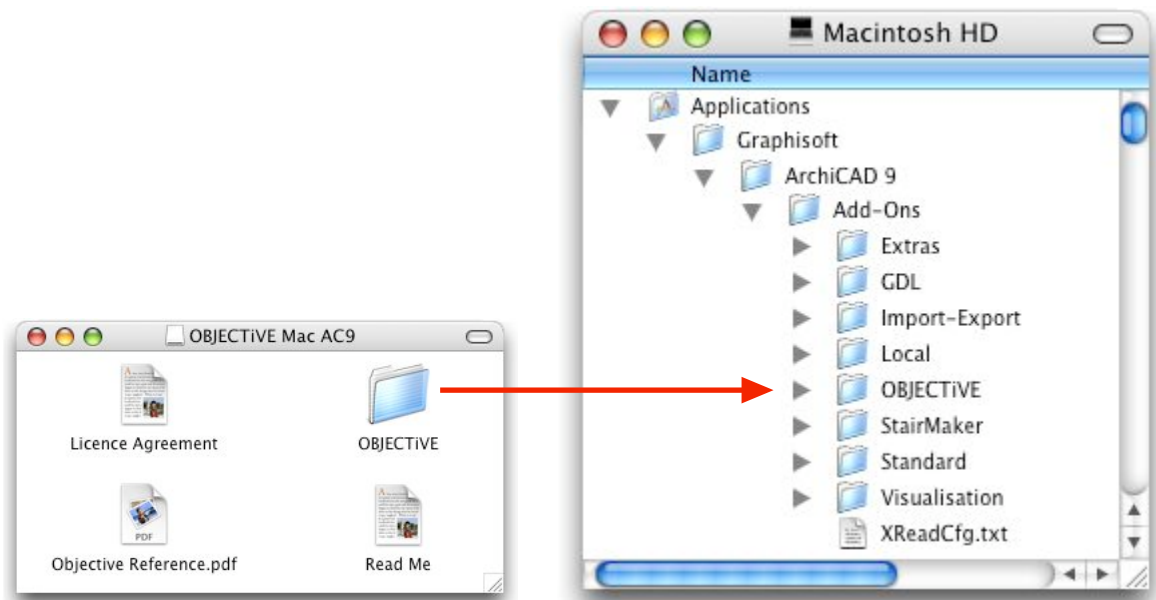 Macintosh HD
Name
Applications
Graphisoft
ArchiCAD 9
Add-Ons
Extras
GDL
Import-Export
Local
OBJECTiVE
StairMaker
Standard
Visualisation
XReadCfg.txt
OBJECTiVE Mac AC9
Licence Agreement
OBJECTiVE
PDF
Objective Reference.pdf
Read Me